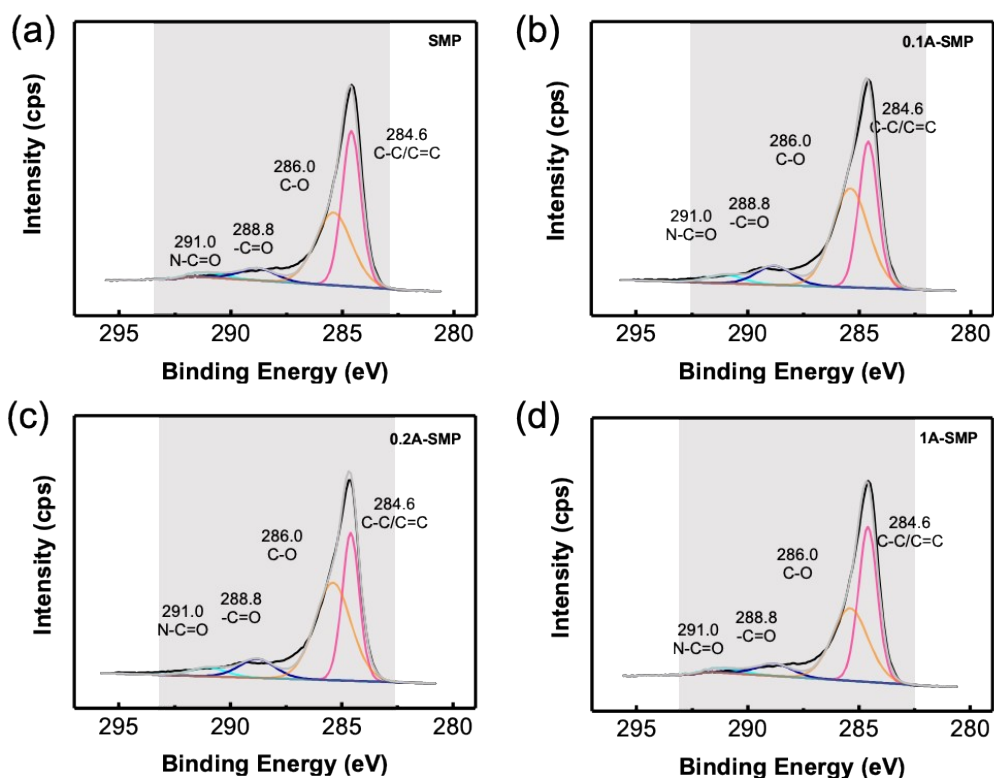 (a)
SMP
Intensity (cps)
284.6
C-C/C=C
286.0
C-O
288.8
-C=O
291.0
N-C=O
295 290 285 280
Binding Energy (eV)
(b)
0.1A-SMP
Intensity (cps)
284.6
C-C/C=C
286.0
C-O
288.8
-C=O
291.0
N-C=O
295 290 285 280
Binding Energy (eV)
(c)
0.2A-SMP
Intensity (cps)
284.6
C-C/C=C
286.0
C-O
288.8
-C=O
291.0
N-C=O
295 290 285 280
Binding Energy (eV)
(d)
1A-SMP
Intensity (cps)
284.6
C-C/C=C
286.0
C-O
288.8
-C=O
291.0
N-C=O
295 290 285 280
Binding Energy (eV)